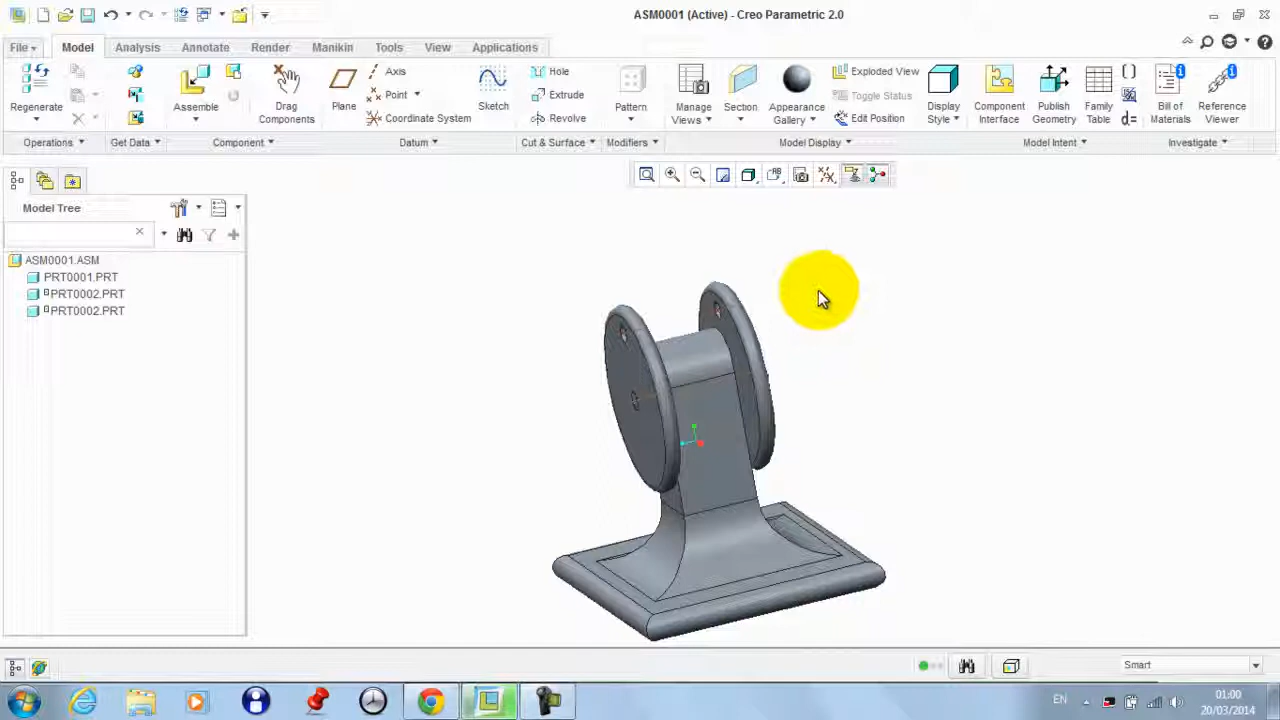 ASM0001 (Active) - Creo Parametric 2.0
File Model Analysis Annotate Render Manikin Tools View Applications
Regenerate
Assemble
Drag Components
Plane
Axis
Point
Coordinate System
Sketch
Hole
Extrude
Revolve
Pattern
Manage Views
Section
Appearance Gallery
Exploded View
Toggle Status
Edit Position
Display Style
Component Interface
Publish Geometry
Family Table
d=
Bill of Materials
Reference Viewer
Operations Get Data Component Datum Cut & Surface Modifiers Model Display Model Intent Investigate
Model Tree
ASM0001.ASM
PRT0001.PRT
PRT0002.PRT
PRT0002.PRT
Smart
EN
01:00
20/03/2014